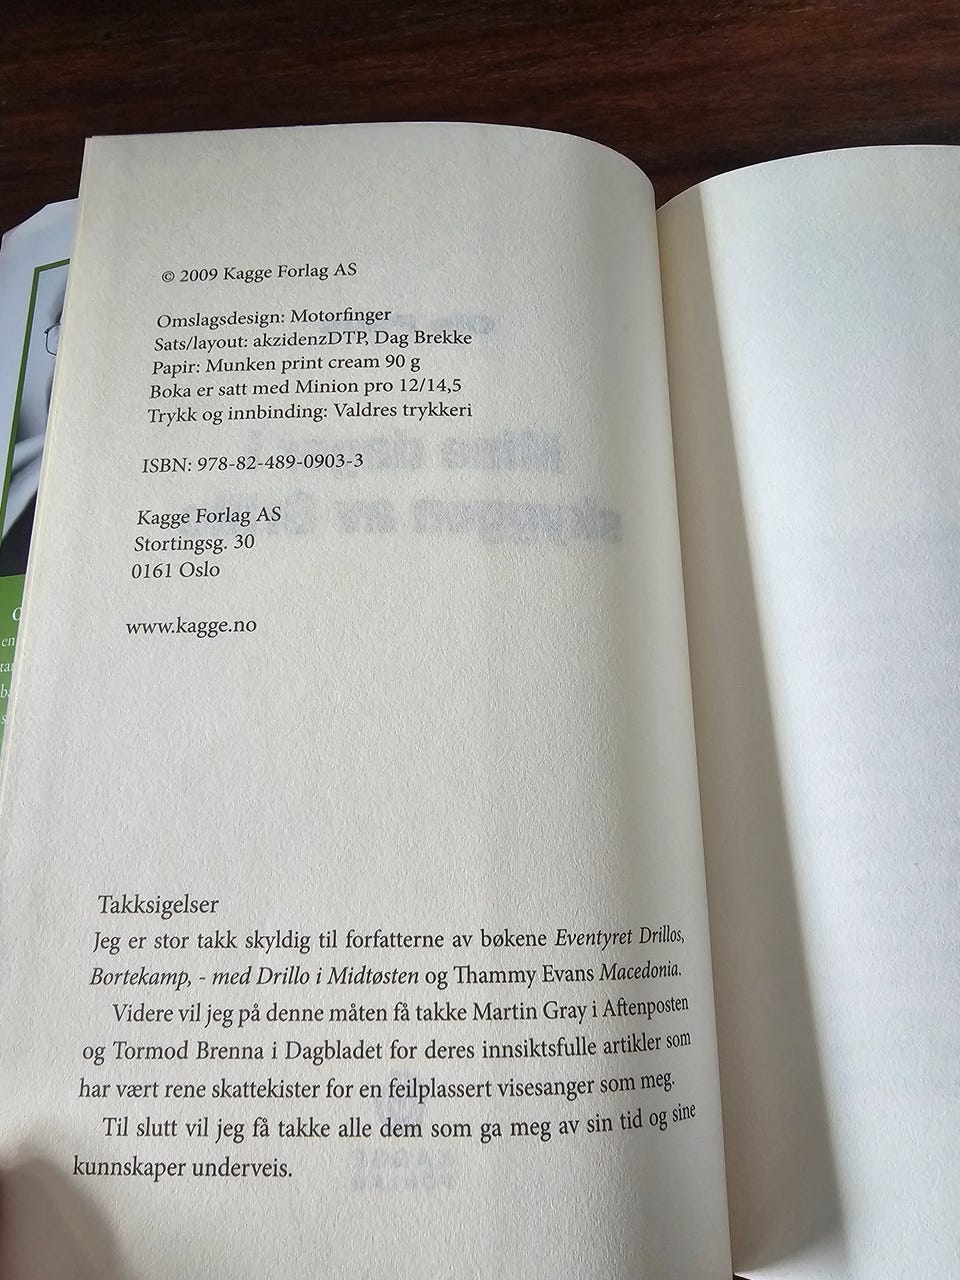 © 2009 Kagge Forlag AS
Omslagsdesign: Motorfinger
Sats/layout: akzidenzDTP, Dag Brekke
Papir: Munken print cream 90 g
Boka er satt med Minion pro 12/14,5
Trykk og innbinding: Valdres trykkeri
ISBN: 978-82-489-0903-3
Kagge Forlag AS
Stortingsg. 30
0161 Oslo
www.kagge.no
Takksigelser
Jeg er stor takk skyldig til forfatterne av bøkene Eventyret Drillos,
Bortekamp, - med Drillo i Midtøsten og Thammy Evans Macedonia.
Videre vil jeg på denne måten få takke Martin Gray i Aftenposten
og Tormod Brenna i Dagbladet for deres innsiktsfulle artikler som
har vært rene skattekister for en feilplassert visesanger som meg.
Til slutt vil jeg få takke alle dem som ga meg av sin tid og sine
kunnskaper underveis.